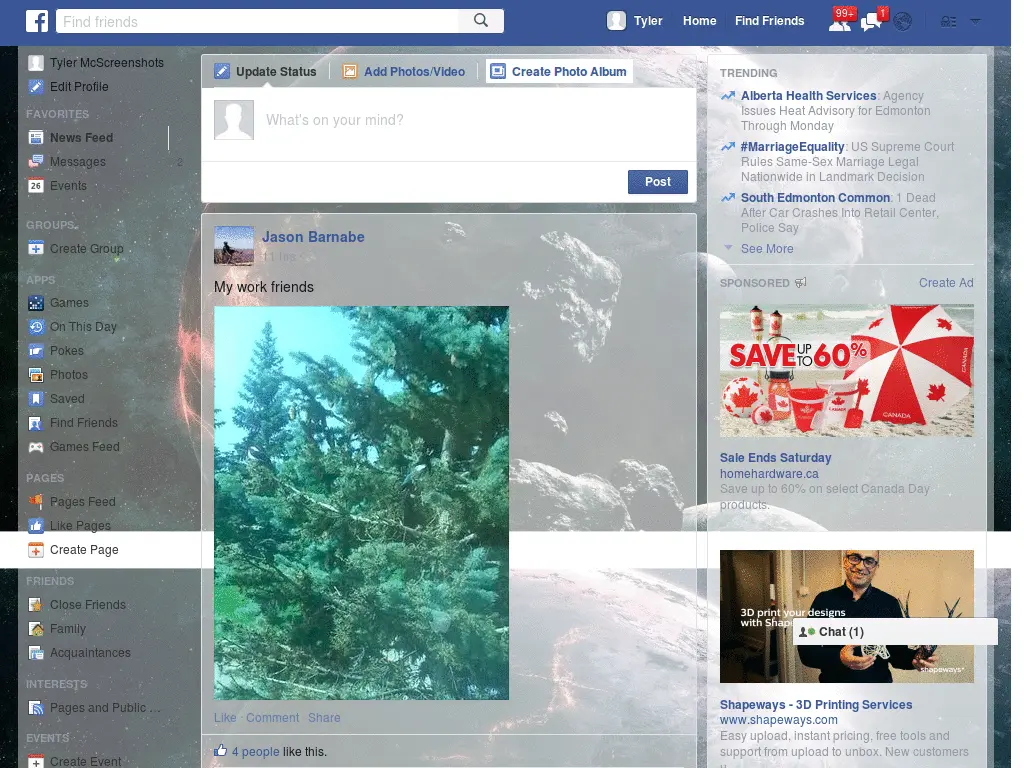 Find friends
Tyler
Home
Find Friends
99+
1
Tyler McScreenshots
Edit Profile
FAVORITES
News Feed
Messages
2
26
Events
GROUPS
Create Group
APPS
Games
On This Day
Pokes
Photos
Saved
Find Friends
Games Feed
PAGES
Pages Feed
Like Pages
Create Page
FRIENDS
Close Friends
Family
Acquaintances
INTERESTS
Pages and Public ...
EVENTS
Create Event
Update Status
Add Photos/Video
Create Photo Album
What's on your mind?
Post
Jason Barnabe
11 hrs
My work friends
Like · Comment · Share
4 people like this.
TRENDING
Alberta Health Services: Agency
Issues Heat Advisory for Edmonton
Through Monday
#MarriageEquality: US Supreme Court
Rules Same-Sex Marriage Legal
Nationwide in Landmark Decision
South Edmonton Common: 1 Dead
After Car Crashes Into Retail Center,
Police Say
See More
SPONSORED
Create Ad
SAVE UP TO 60%
CANADA
CANADA
Sale Ends Saturday
homehardware.ca
Save up to 60% on select Canada Day
products.
3D print your designs
with Shap
Chat (1)
shapeways*
Shapeways - 3D Printing Services
www.shapeways.com
Easy upload, instant pricing, free tools and
support from upload to unbox. New customers